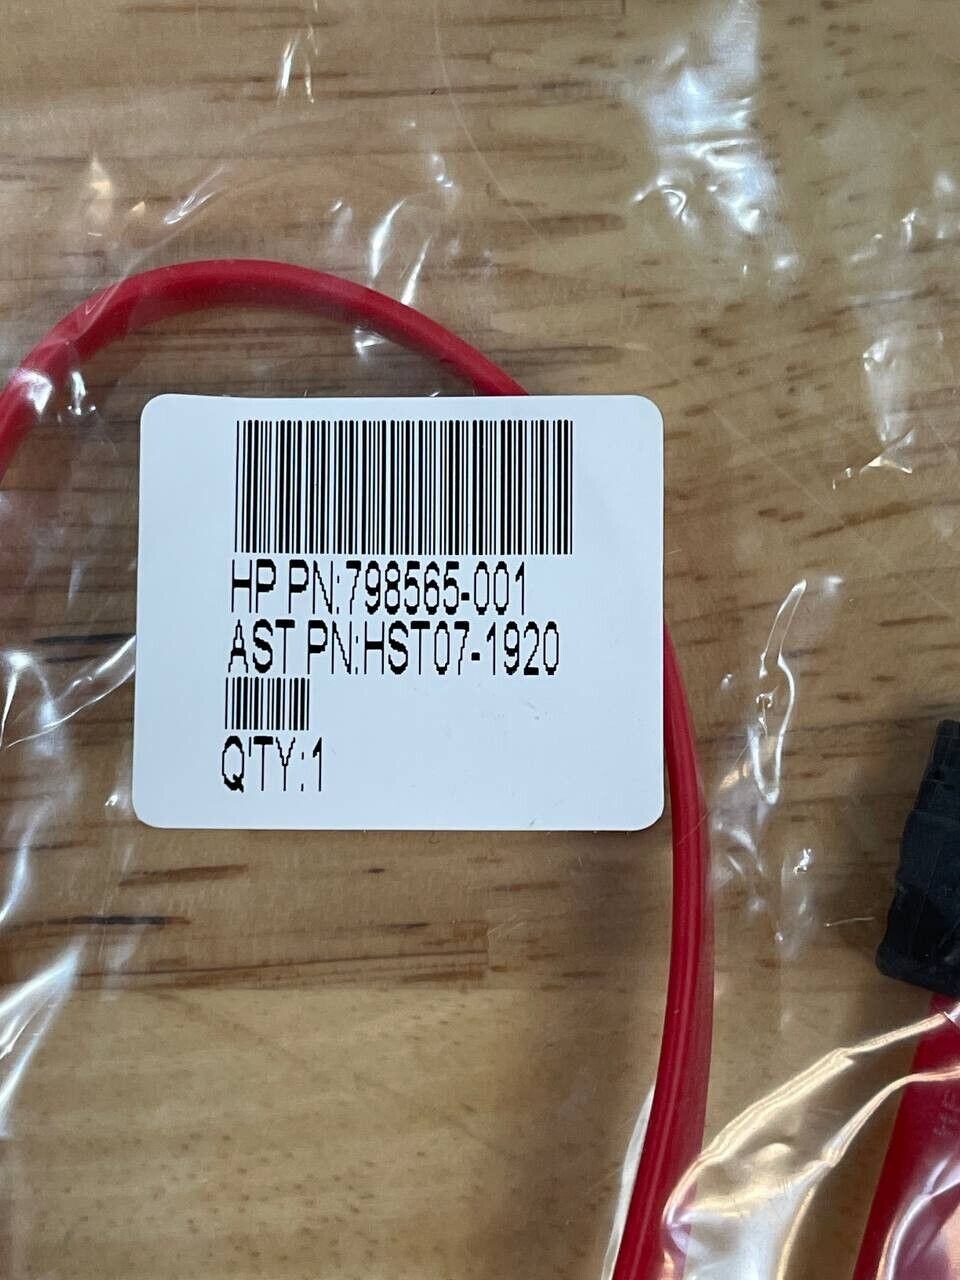 HP PN:798565-001
AST PN:HST07-1920
Q'TY:1